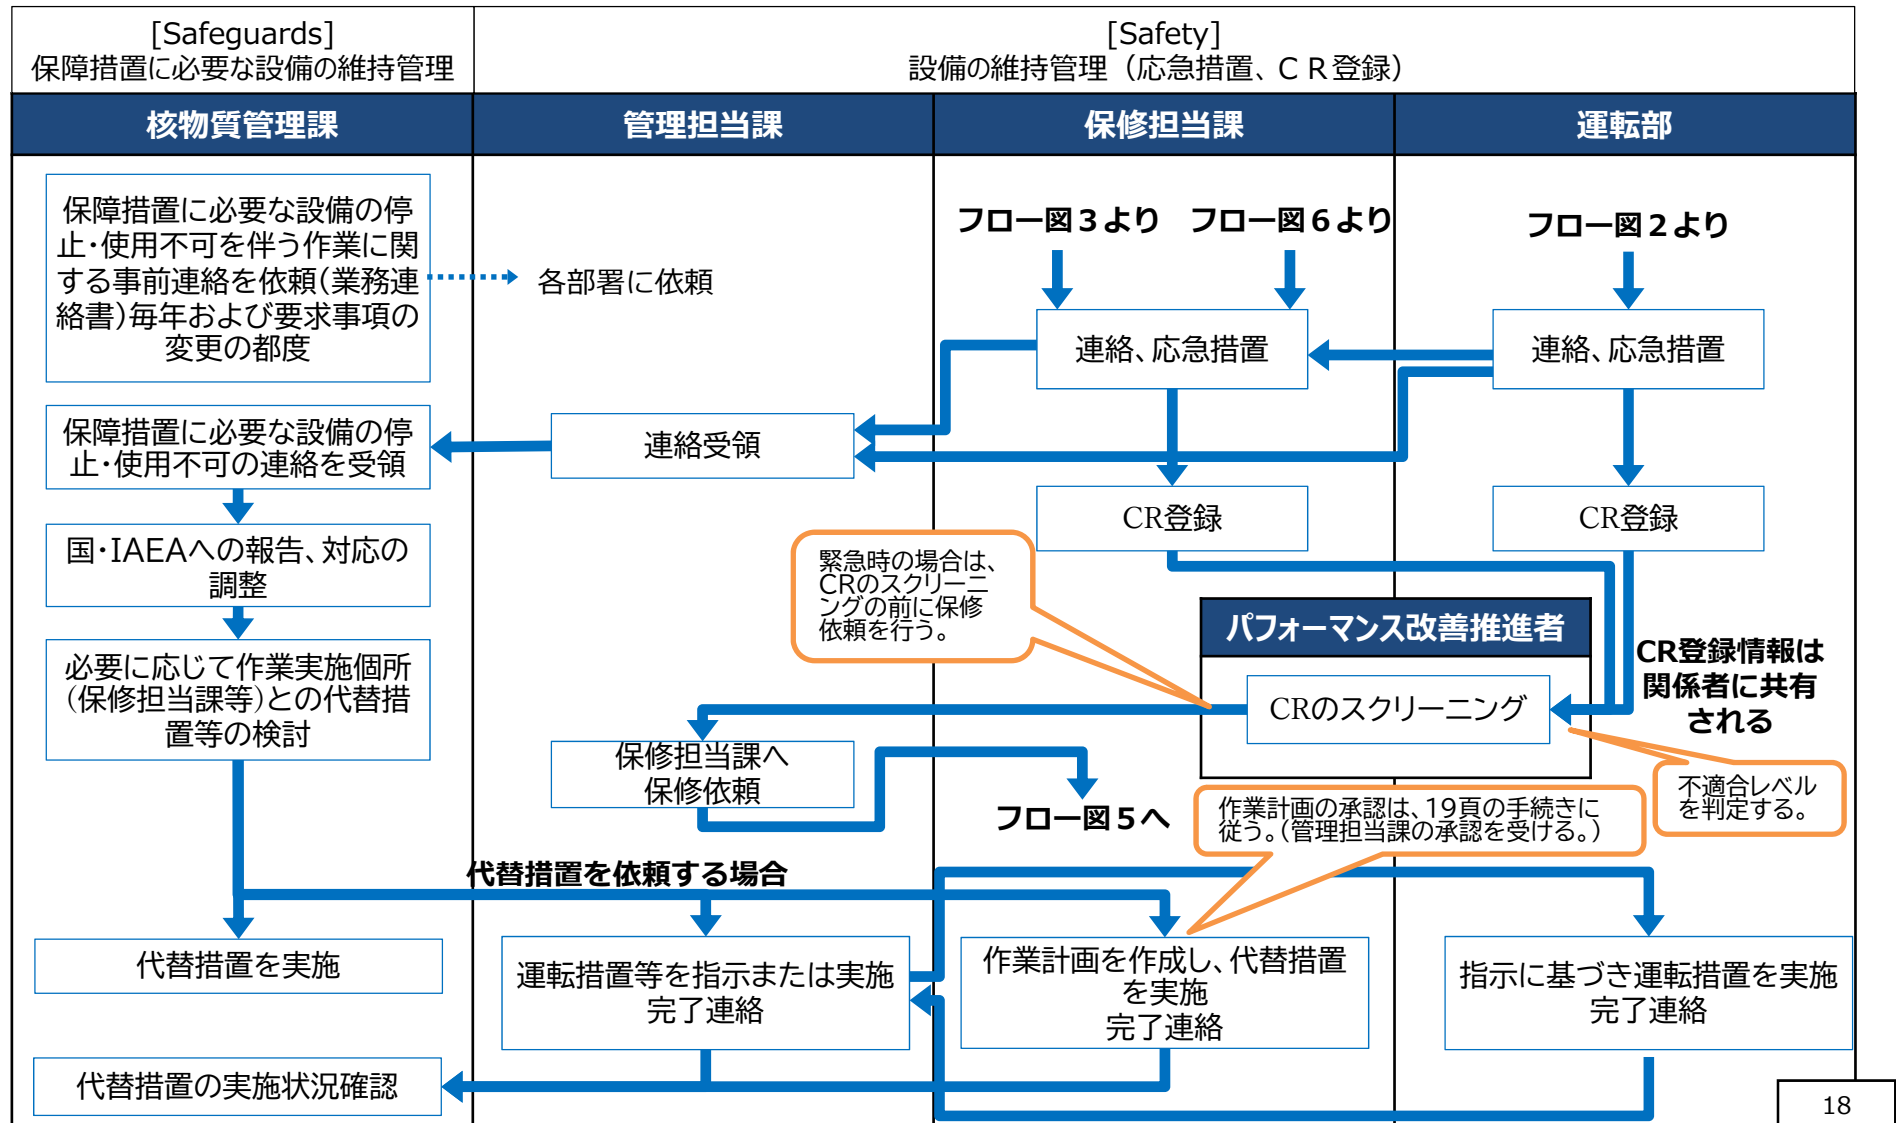 [Safeguards]
保障措置に必要な設備の維持管理
[Safety]
設備の維持管理（応急措置、ＣＲ登録）
核物質管理課
管理担当課
保修担当課
運転部
保障措置に必要な設備の停
止・使用不可を伴う作業に関
する事前連絡を依頼(業務連
絡書)毎年および要求事項の
変更の都度
各部署に依頼
フロー図３より
フロー図６より
フロー図２より
連絡、応急措置
連絡、応急措置
保障措置に必要な設備の停
止・使用不可の連絡を受領
連絡受領
CR登録
CR登録
国・IAEAへの報告、対応の
調整
緊急時の場合は、
CRのスクリーニ
ングの前に保修
依頼を行う。
パフォーマンス改善推進者
CRのスクリーニング
CR登録情報は
関係者に共有
される
必要に応じて作業実施個所
(保修担当課等)との代替措
置等の検討
保修担当課へ
保修依頼
フロー図５へ
不適合レベル
を判定する。
作業計画の承認は、19頁の手続きに
従う。(管理担当課の承認を受ける。)
代替措置を依頼する場合
代替措置を実施
運転措置等を指示または実施
完了連絡
作業計画を作成し、代替措置
を実施
完了連絡
指示に基づき運転措置を実施
完了連絡
代替措置の実施状況確認
18